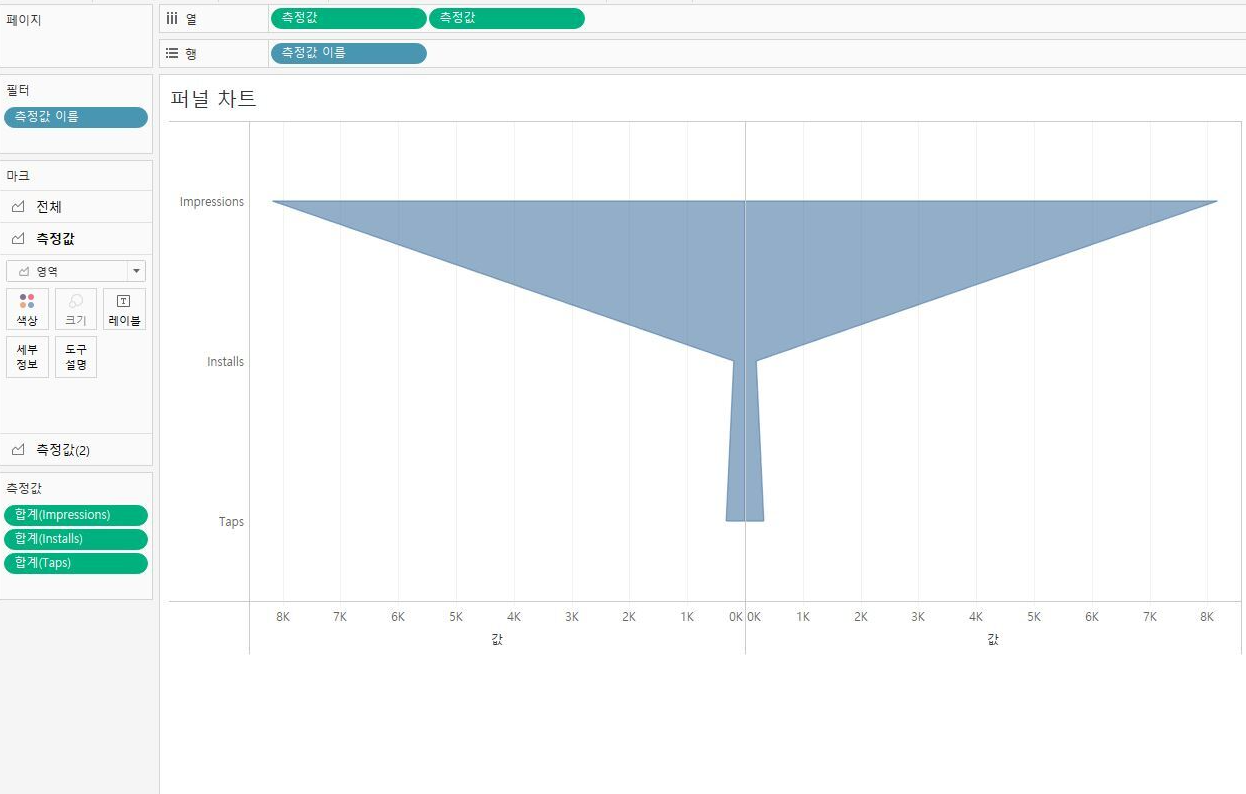 페이지
열
측정값
측정값
행
측정값 이름
필터
측정값 이름
마크
전체
측정값
영역
색상
크기
레이블
세부
정보
도구
설명
측정값(2)
측정값
합계(Impressions)
합계(Installs)
합계(Taps)
퍼널 차트
Impressions
Installs
Taps
8K 7K 6K 5K 4K 3K 2K 1K 0K 0K 1K 2K 3K 4K 5K 6K 7K 8K
값 값